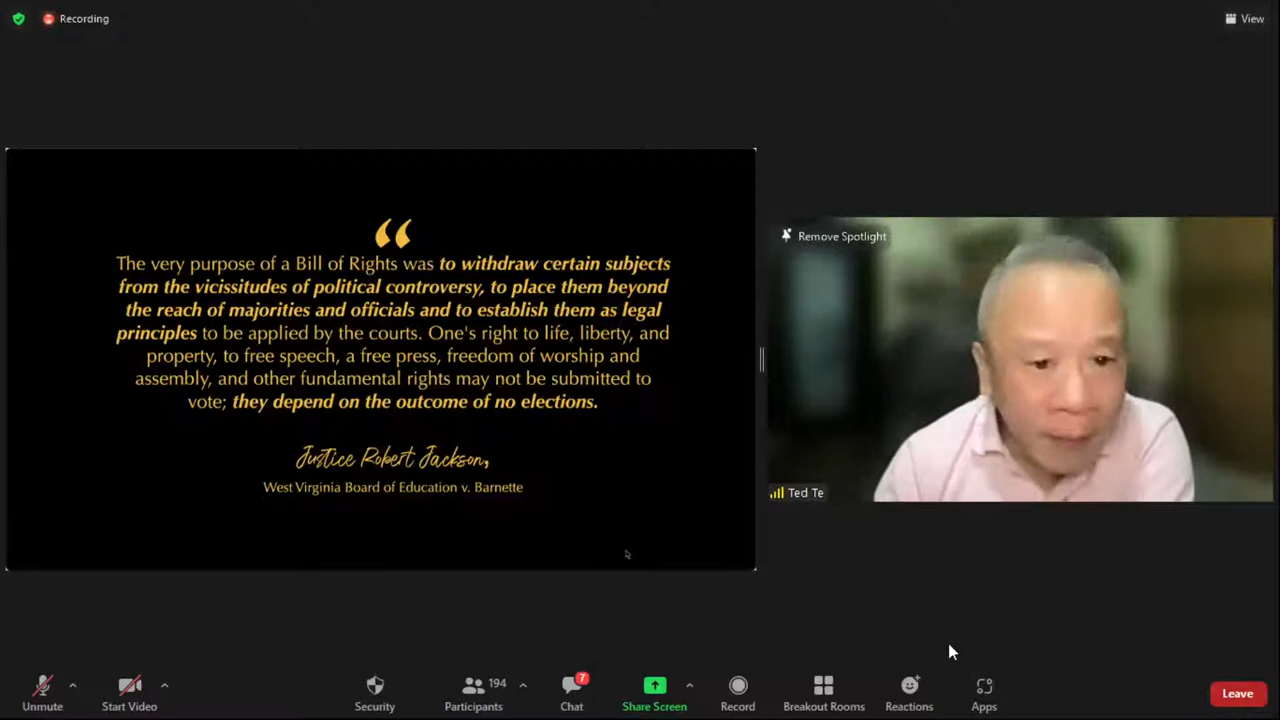 Recording
View
“
The very purpose of a Bill of Rights was to withdraw certain subjects
from the vicissitudes of political controversy, to place them beyond
the reach of majorities and officials and to establish them as legal
principles to be applied by the courts. One's right to life, liberty, and
property, to free speech, a free press, freedom of worship and
assembly, and other fundamental rights may not be submitted to
vote; they depend on the outcome of no elections.
Justice Robert Jackson,
West Virginia Board of Education v. Barnette
Remove Spotlight
Ted Te
194
7
Unmute
Start Video
Security
Participants
Chat
Share Screen
Record
Breakout Rooms
Reactions
Apps
Leave